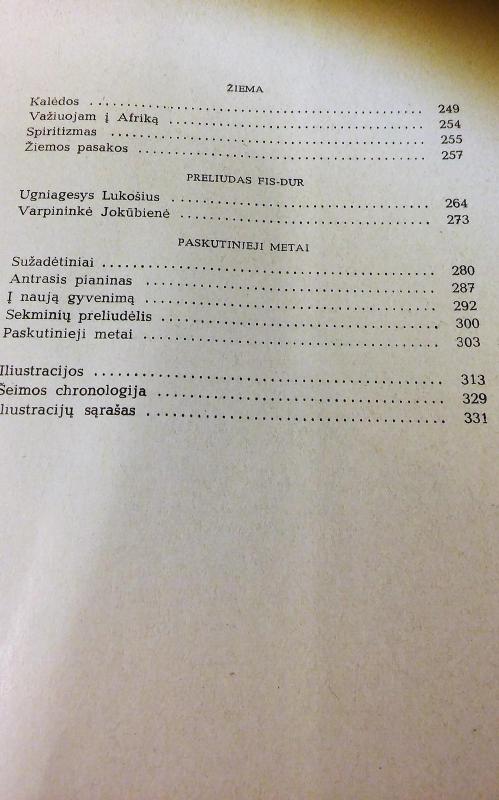 ŽIEMA
Kalėdos . . . . . . . . . . . . . . . . . . . . . . . . . . . . . . 249
Važiuojam į Afriką . . . . . . . . . . . . . . . . . . . . . . . . 254
Spiritizmas . . . . . . . . . . . . . . . . . . . . . . . . . . . . 255
Žiemos pasakos . . . . . . . . . . . . . . . . . . . . . . . . . . 257
PRELIUDAS FIS-DUR
Ugniagesys Lukošius . . . . . . . . . . . . . . . . . . . . . . . 264
Varpininkė Jokūbienė . . . . . . . . . . . . . . . . . . . . . . . 273
PASKUTINIEJI METAI
Sužadėtiniai . . . . . . . . . . . . . . . . . . . . . . . . . . . 280
Antrasis pianinas . . . . . . . . . . . . . . . . . . . . . . . . 287
Į naują gyvenimą . . . . . . . . . . . . . . . . . . . . . . . . . 292
Sekminių preliudėlis . . . . . . . . . . . . . . . . . . . . . . . 300
Paskutinieji metai . . . . . . . . . . . . . . . . . . . . . . . . 303
Iliustracijos . . . . . . . . . . . . . . . . . . . . . . . . . . . 313
Šeimos chronologija . . . . . . . . . . . . . . . . . . . . . . . 329
liustracijų sąrašas . . . . . . . . . . . . . . . . . . . . . . . 331